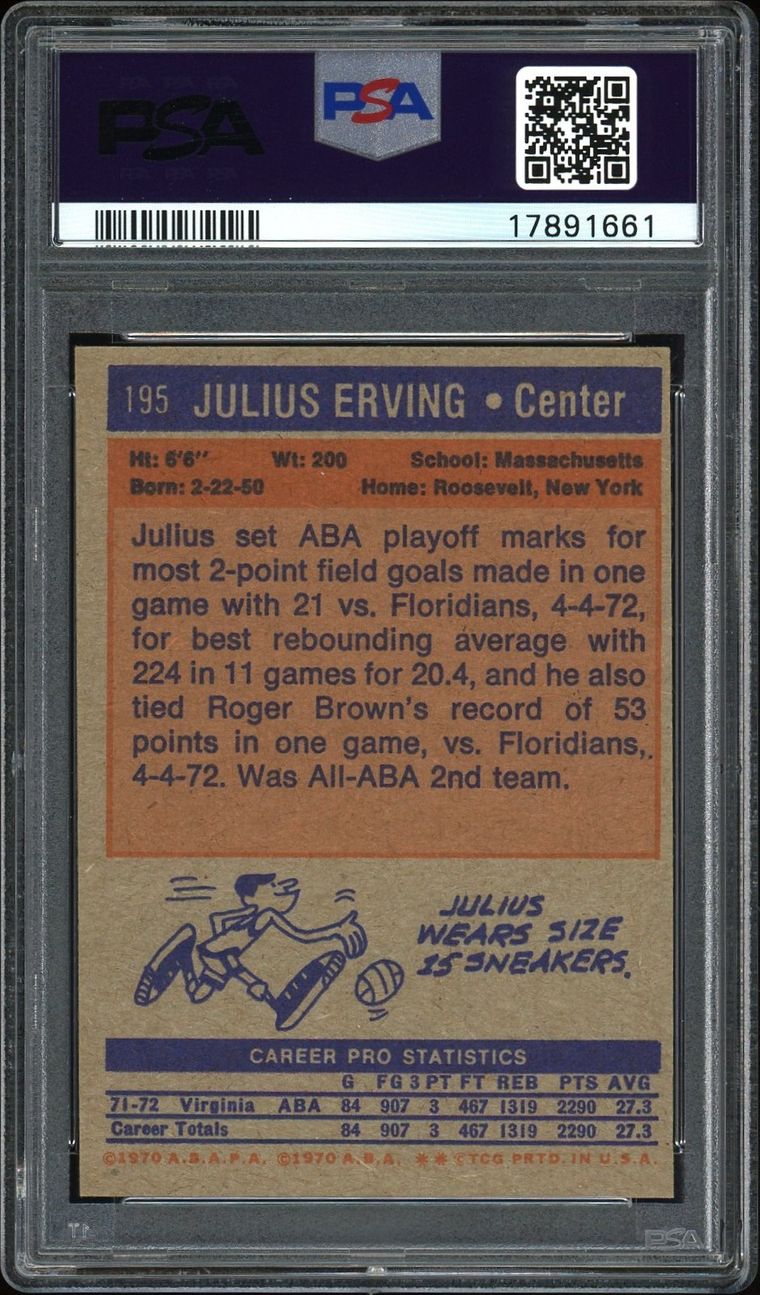 PSA
PSA
17891661
195 JULIUS ERVING • Center
Ht: 6'6" Wt: 200 School: Massachusetts
Born: 2-22-50 Home: Roosevelt, New York
Julius set ABA playoff marks for
most 2-point field goals made in one
game with 21 vs. Floridians, 4-4-72,
for best rebounding average with
224 in 11 games for 20.4, and he also
tied Roger Brown's record of 53
points in one game, vs. Floridians,.
4-4-72. Was All-ABA 2nd team.
JULIUS
WEARS SIZE
15 SNEAKERS.
CAREER PRO STATISTICS
G FG 3PT FT REB PTS AVG
71-72 Virginia ABA 84 907 3 467 1319 2290 27.3
Career Totals 84 907 3 467 1319 2290 27.3
©1970 A.B.A.P.A. ©1970 A.B.A. ** ©TCG PRTD. IN U.S.A.
PSA